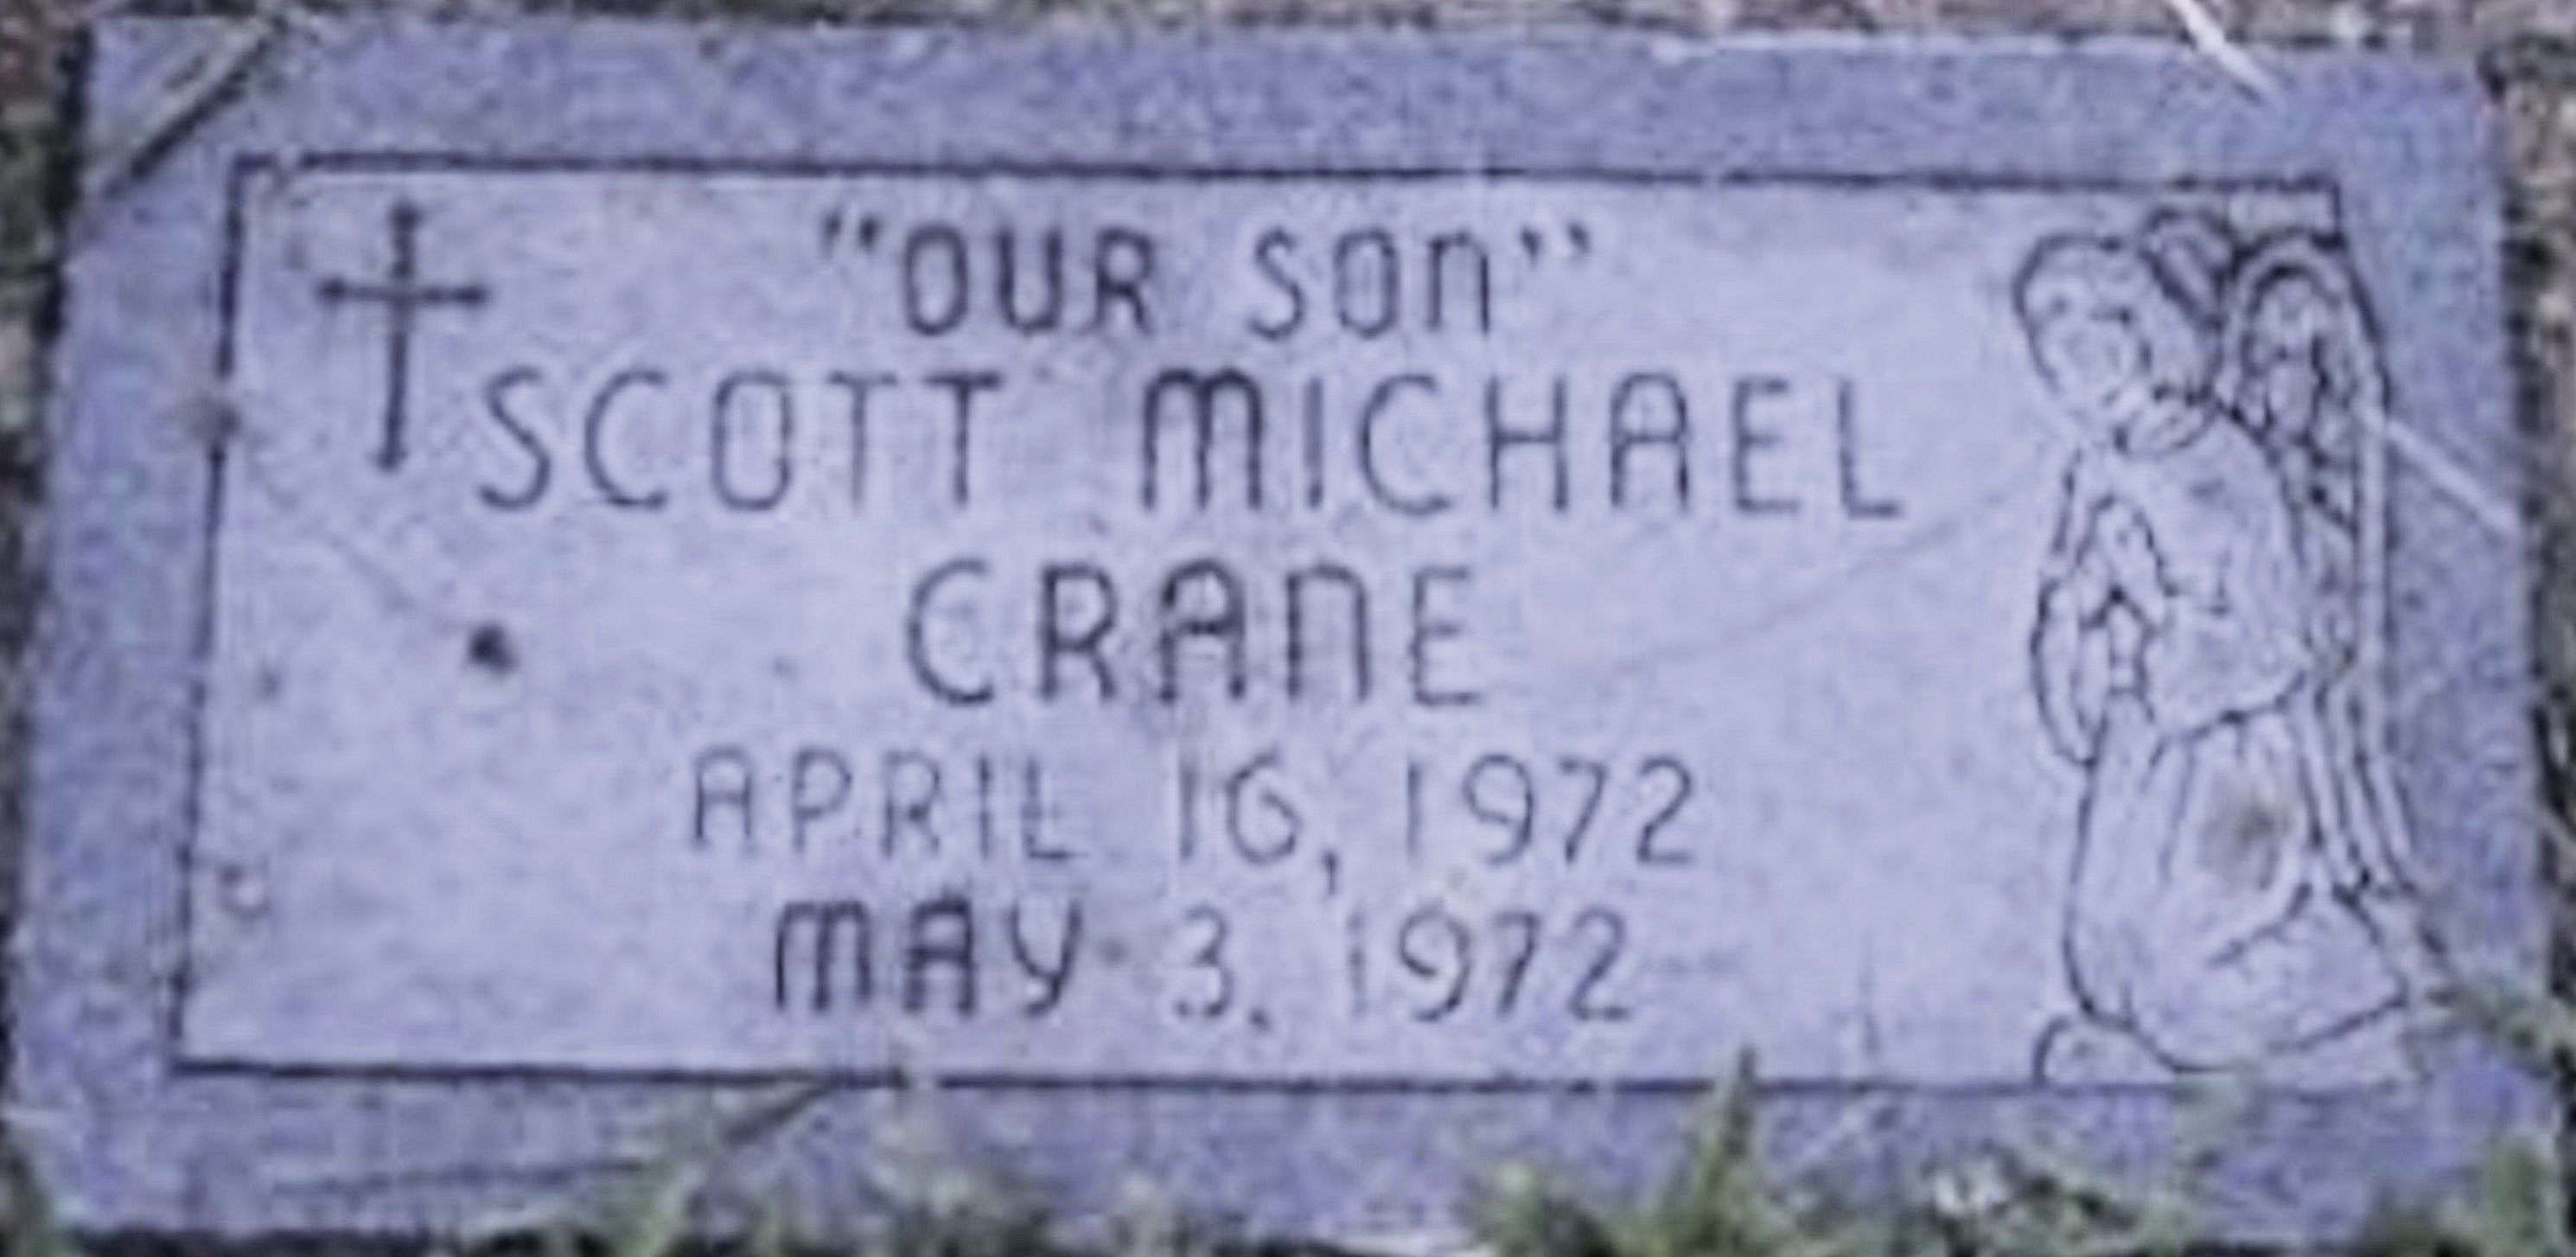 "OUR SON"
SCOTT MICHAEL
CRANE
APRIL 16, 1972
MAY 3, 1972